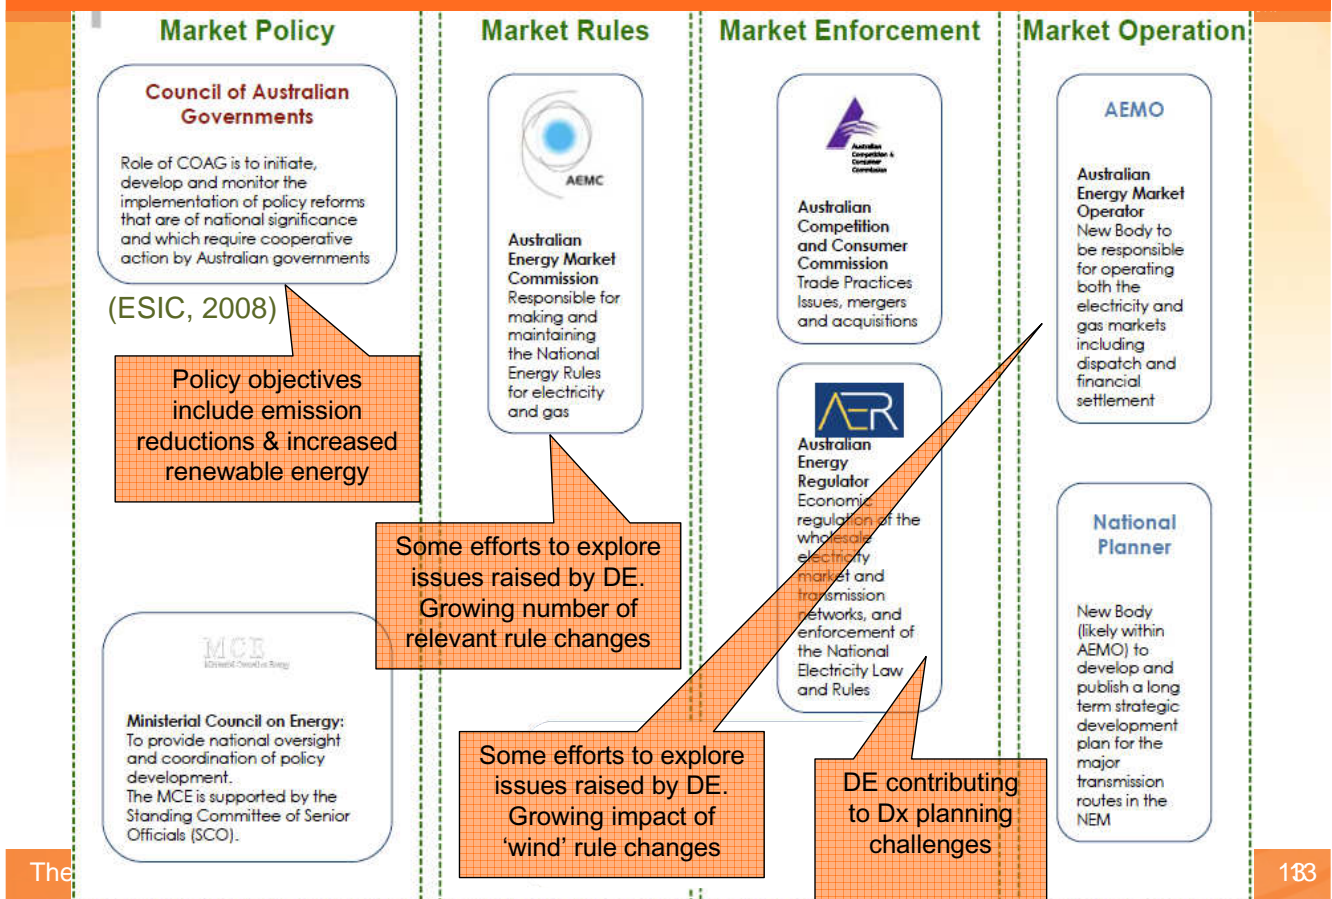 Market Policy
Market Rules
Market Enforcement
Market Operation
Council of Australian
Governments
Role of COAG is to initiate,
develop and monitor the
implementation of policy reforms
that are of national significance
and which require cooperative
action by Australian governments
(ESIC, 2008)
Policy objectives
include emission
reductions & increased
renewable energy
MCE
Ministerial Council on Energy
Ministerial Council on Energy:
To provide national oversight
and coordination of policy
development.
The MCE is supported by the
Standing Committee of Senior
Officials (SCO).
AEMC
Australian
Energy Market
Commission
Responsible for
making and
maintaining
the National
Energy Rules
for electricity
and gas
Some efforts to explore
issues raised by DE.
Growing number of
relevant rule changes
Australian
Competition &
Consumer
Commission
Australian
Competition
and Consumer
Commission
Trade Practices
Issues, mergers
and acquisitions
AER
Australian
Energy
Regulator
Economic
regulation of the
wholesale
electricity
market and
transmission
networks, and
enforcement of
the National
Electricity Law
and Rules
Some efforts to explore
issues raised by DE.
Growing impact of
‘wind’ rule changes
DE contributing
to Dx planning
challenges
AEMO
Australian
Energy Market
Operator
New Body to
be responsible
for operating
both the
electricity and
gas markets
including
dispatch and
financial
settlement
National
Planner
New Body
(likely within
AEMO) to
develop and
publish a long
term strategic
development
plan for the
major
transmission
routes in the
NEM
The